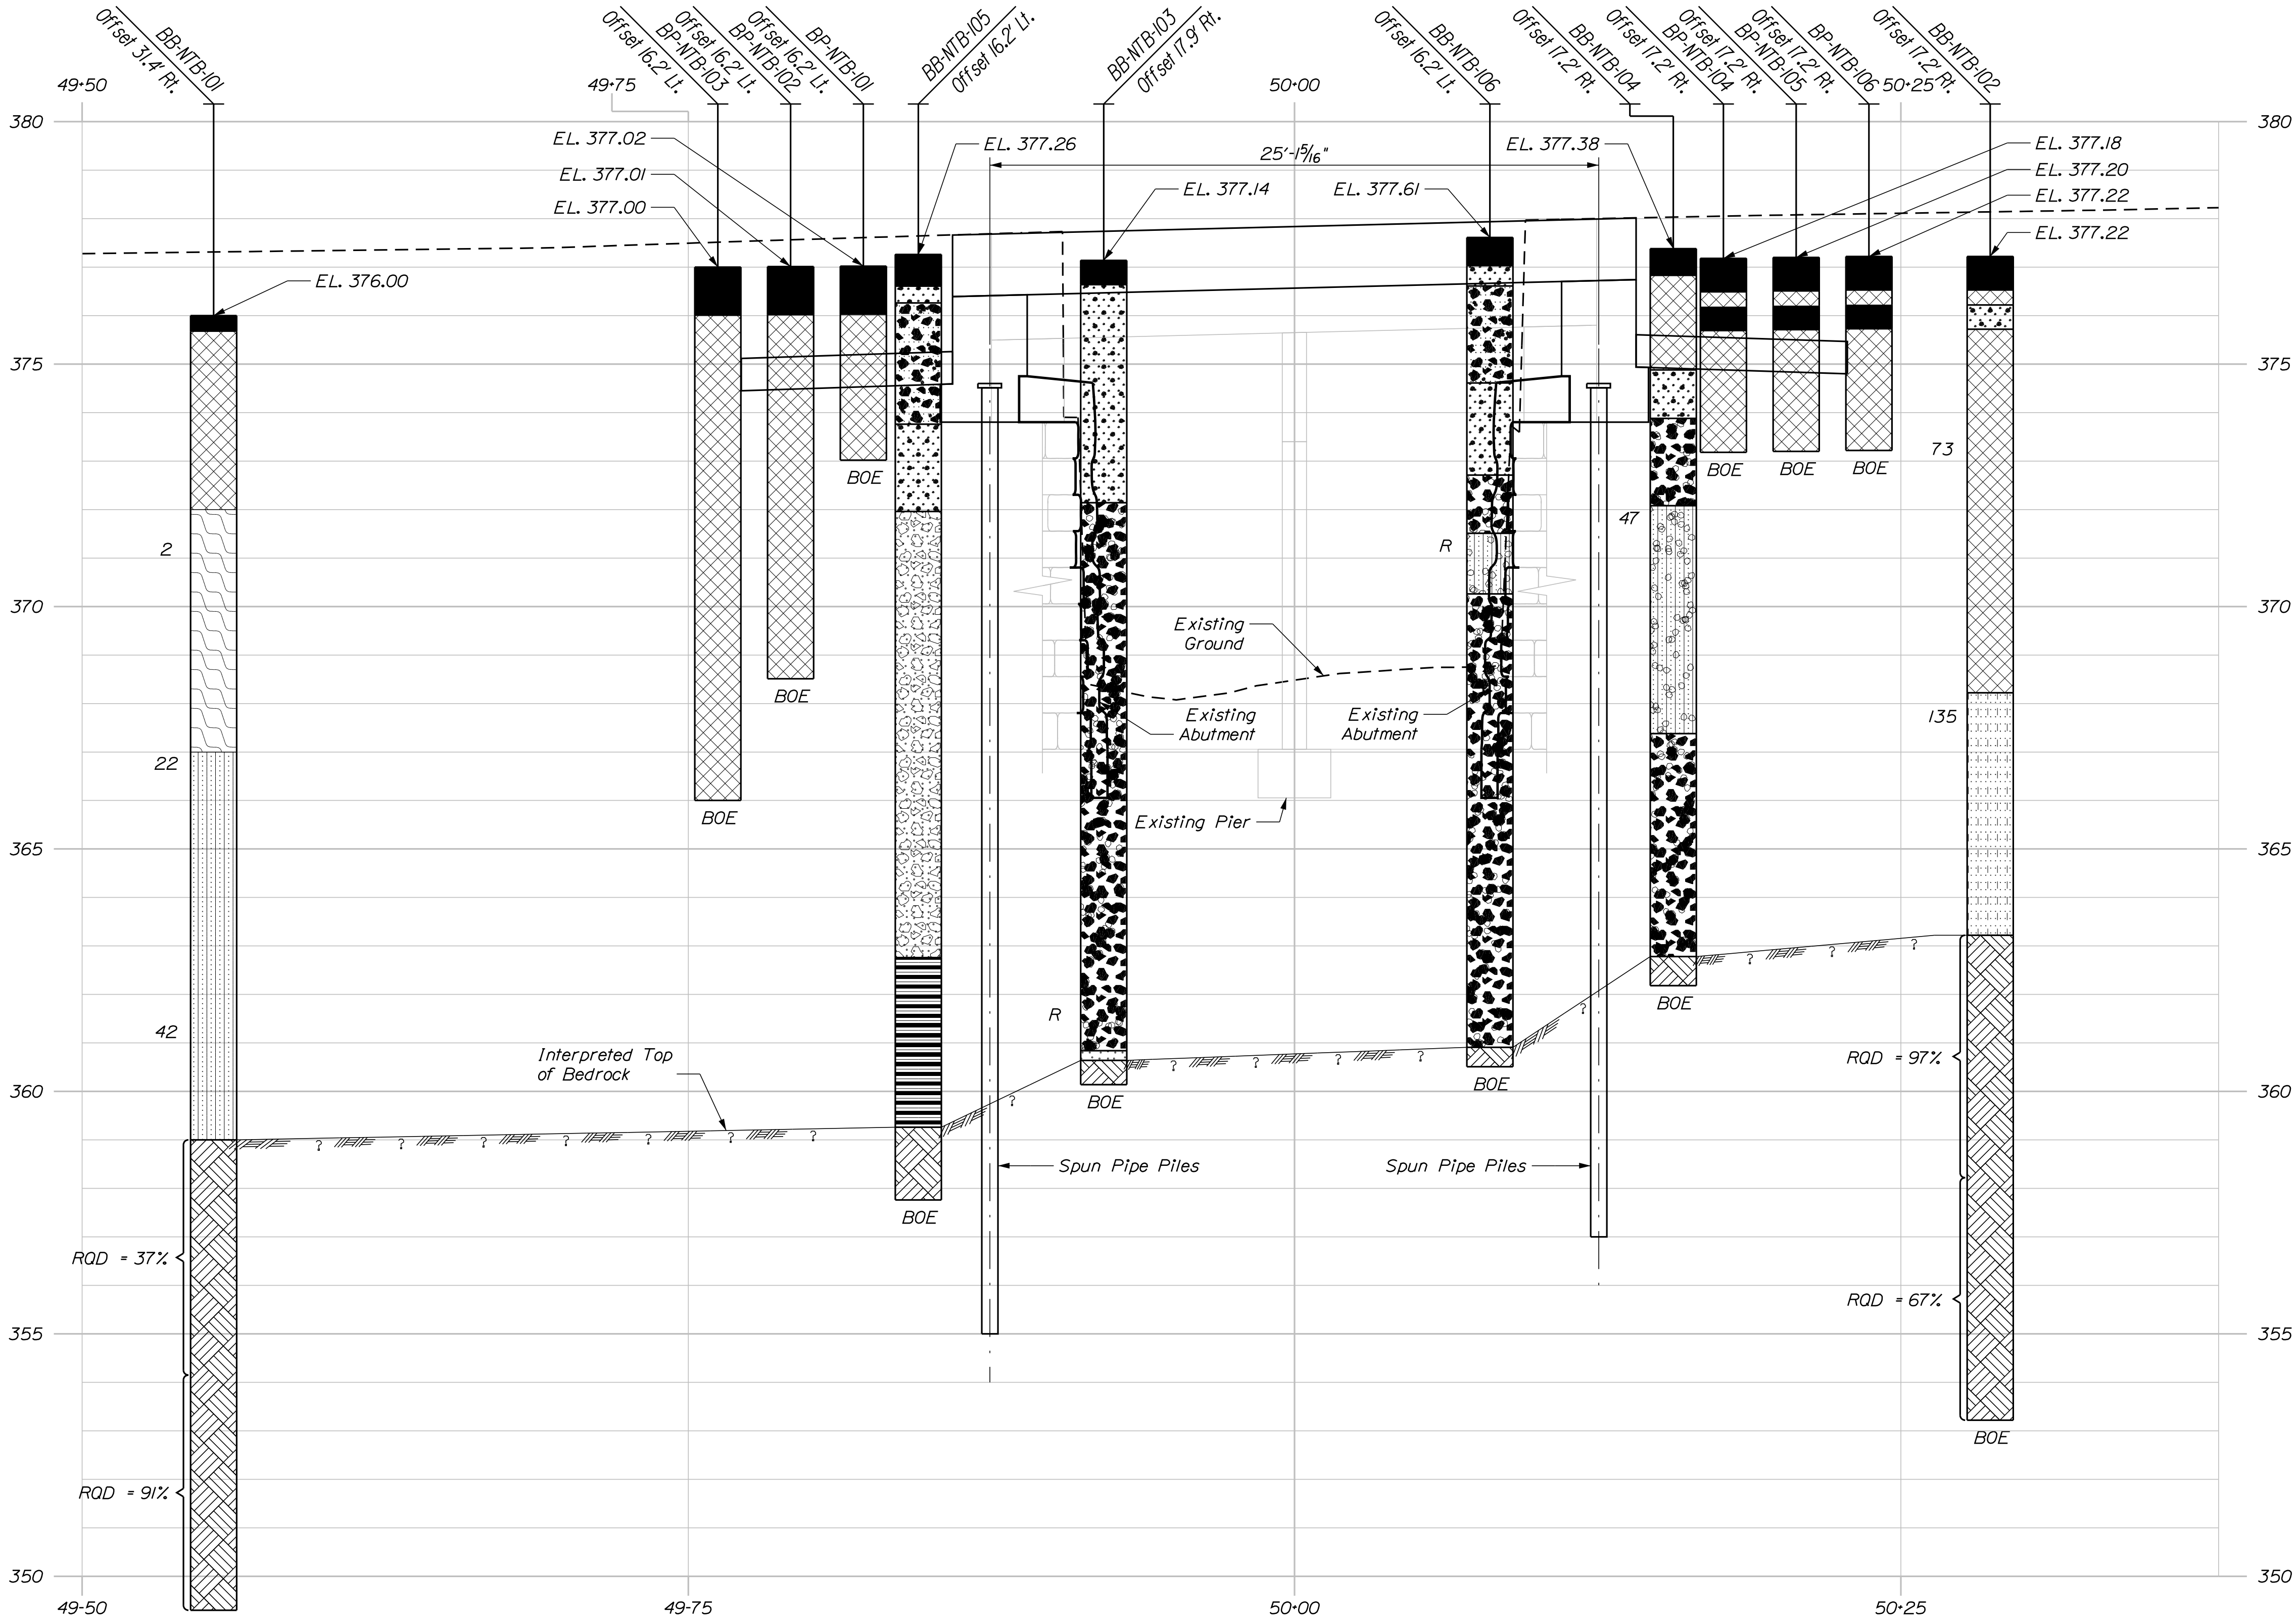 BB-NTB-101
Offset 31.4' Rt.
Offset 16.2' Lt.
BP-NTB-103
Offset 16.2' Lt.
BP-NTB-102
Offset 16.2' Lt.
BP-NTB-101
BB-NTB-105
Offset 16.2' Lt.
BB-NTB-103
Offset 17.9' Rt.
BB-NTB-106
Offset 16.2' Lt.
BB-NTB-104
Offset 17.2' Rt.
BP-NTB-104
Offset 17.2' Rt.
BP-NTB-105
Offset 17.2' Rt.
BP-NTB-106
Offset 17.2' Rt.
BB-NTB-102
Offset 17.2' Rt.
49+50
49+75
50+00
50+25
380
380
EL. 377.02
EL. 377.01
EL. 377.00
EL. 377.26
25'-1 5/16"
EL. 377.38
EL. 377.18
EL. 377.20
EL. 377.22
EL. 377.22
EL. 377.14
EL. 377.61
EL. 376.00
375
375
73
BOE
BOE
BOE
BOE
2
R
47
370
370
Existing
Ground
BOE
Existing
Abutment
Existing
Abutment
135
22
BOE
Existing Pier
365
365
? ? ?
BOE
R
42
Interpreted Top
of Bedrock
RQD = 97%
?
? ? ? ?
360
360
BOE
BOE
?
? ? ? ? ? ? ?
Spun Pipe Piles
Spun Pipe Piles
BOE
RQD = 37%
RQD = 67%
355
355
BOE
RQD = 91%
350
350
49+50
49+75
50+00
50+25